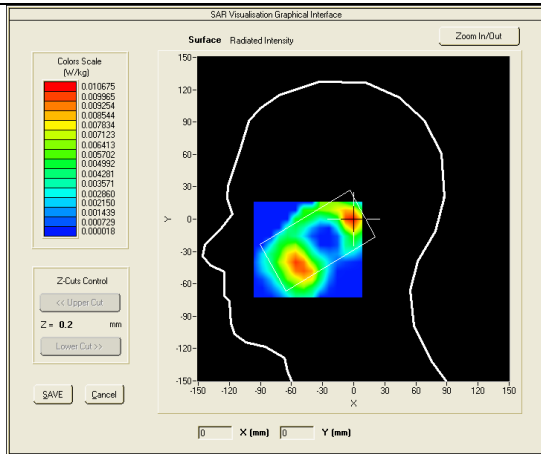 SAR Visualisation Graphical Interface
Surface Radiated Intensity
Zoom In/Out
Colors Scale
(W/kg)
0.010675
0.009965
0.009254
0.008544
0.007834
0.007123
0.006413
0.005702
0.004992
0.004281
0.003571
0.002860
0.002150
0.001439
0.000729
0.000018
Z-Cuts Control
<< Upper Cut
Z = 0.2 mm
Lower Cut >>
SAVE Cancel
150
120
90
60
30
0
-30
-60
-90
-120
-150
Y
-150 -120 -90 -60 -30 0 30 60 90 120 150
X
0 X (mm) 0 Y (mm)